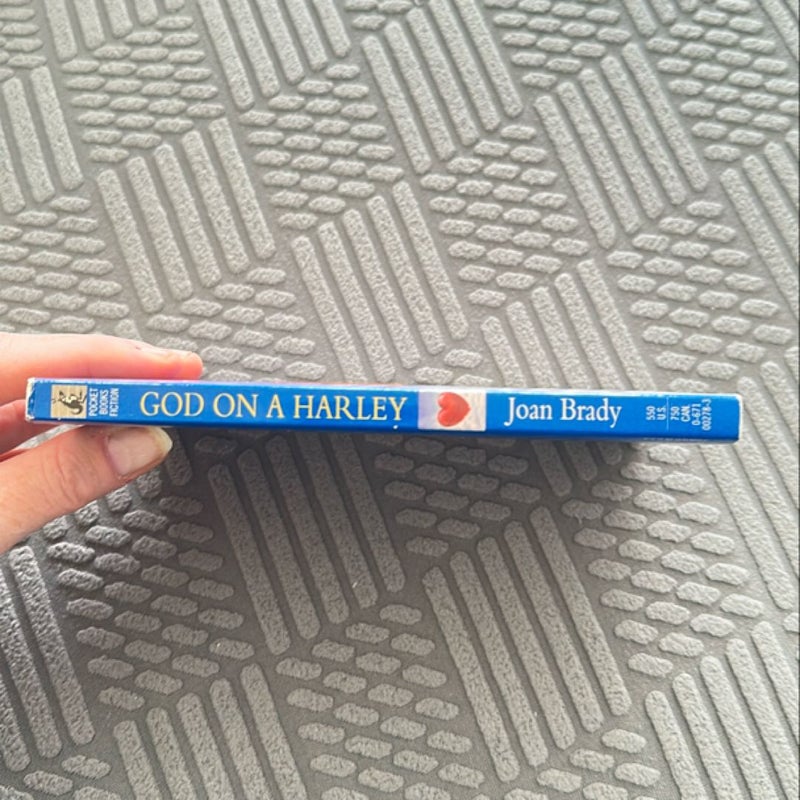 POCKET
BOOKS
FICTION
GOD ON A HARLEY
Joan Brady
550
U.S.
750
CAN.
0-671
00278-3